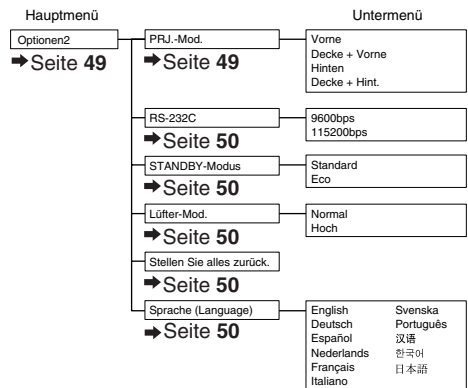 Hauptmenü
Untermenü
Optionen2
➡Seite 49
PRJ.-Mod.
➡Seite 49
Vorne
Decke + Vorne
Hinten
Decke + Hint.
RS-232C
➡Seite 50
9600bps
115200bps
STANDBY-Modus
➡Seite 50
Standard
Eco
Lüfter-Mod.
➡Seite 50
Normal
Hoch
Stellen Sie alles zurück.
➡Seite 50
Sprache (Language)
➡Seite 50
English
Deutsch
Español
Nederlands
Français
Italiano
Svenska
Português
汉语
한국어
日本語